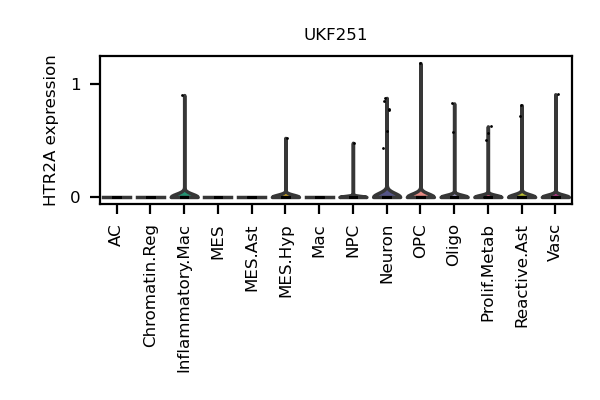 UKF251
HTR2A expression
1
0
AC
Chromatin.Reg
Inflammatory.Mac
MES
MES.Ast
MES.Hyp
Mac
NPC
Neuron
OPC
Oligo
Prolif.Metab
Reactive.Ast
Vasc